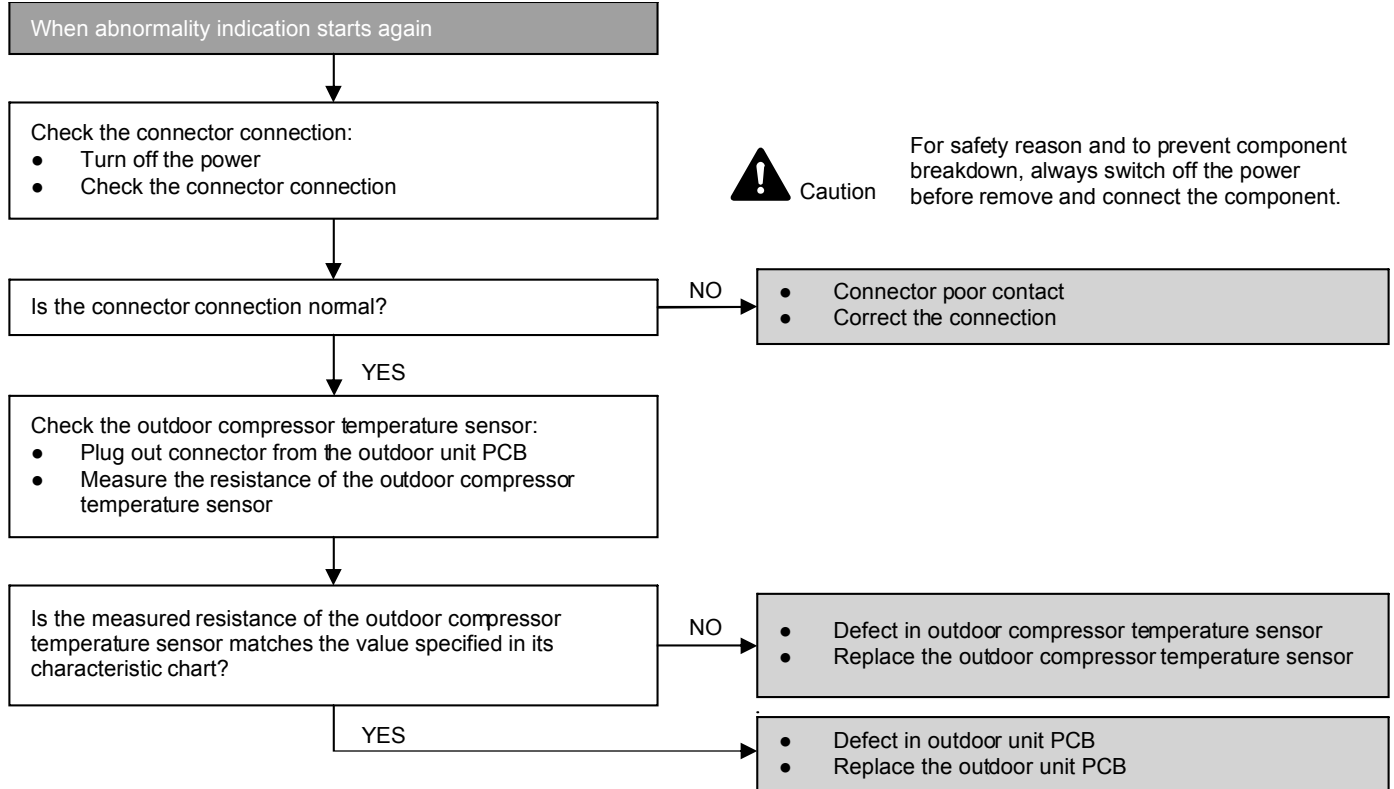 When abnormality indication starts again
Check the connector connection:
● Turn off the power
● Check the connector connection
Caution
For safety reason and to prevent component
breakdown, always switch off the power
before remove and connect the component.
Is the connector connection normal?
NO
● Connector poor contact
● Correct the connection
YES
Check the outdoor compressor temperature sensor:
● Plug out connector from the outdoor unit PCB
● Measure the resistance of the outdoor compressor
temperature sensor
Is the measured resistance of the outdoor compressor
temperature sensor matches the value specified in its
characteristic chart?
NO
● Defect in outdoor compressor temperature sensor
● Replace the outdoor compressor temperature sensor
YES
● Defect in outdoor unit PCB
● Replace the outdoor unit PCB